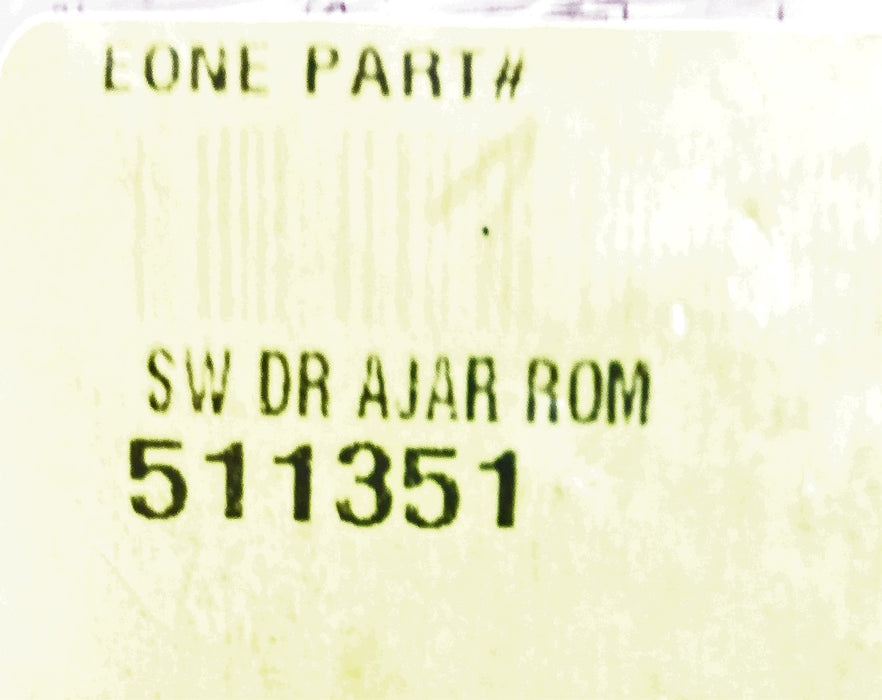 EONE PART#
SW DR AJAR ROM
511351